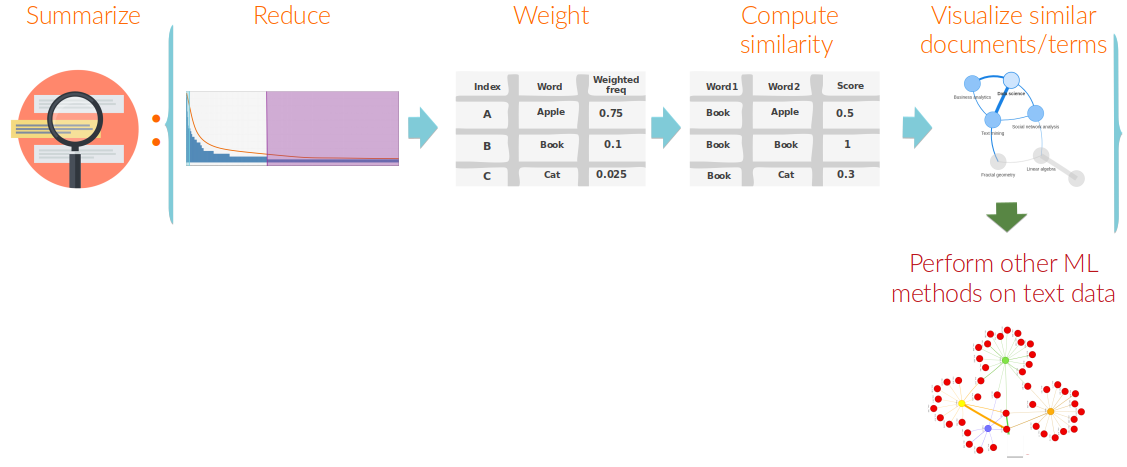 Summarize
Reduce
Weight
Compute
similarity
Visualize similar
documents/terms
Index Word Weighted
freq
A Apple 0.75
B Book 0.1
C Cat 0.025
Word1 Word2 Score
Book Apple 0.5
Book Book 1
Book Cat 0.3
Business analytics
Data science
Text mining
Social network analysis
Fractal geometry
Linear algebra
Perform other ML
methods on text data